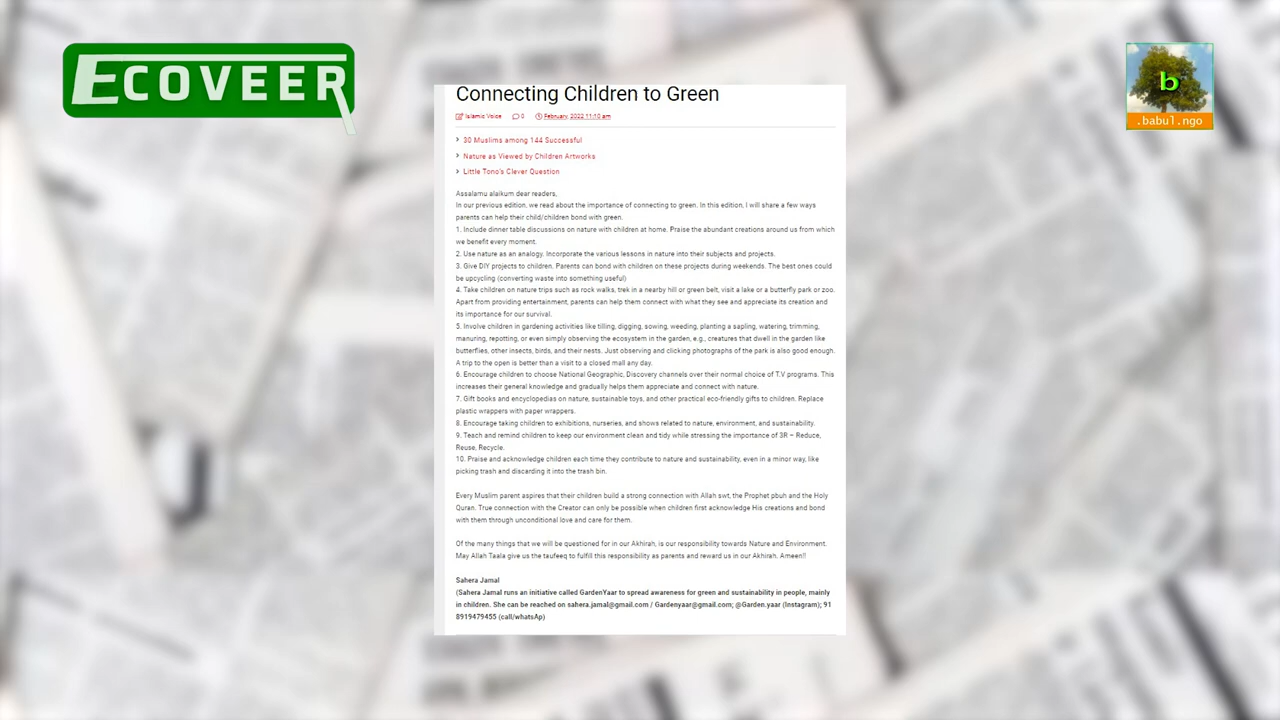 ECOVEER
b
.babul.ngo
Connecting Children to Green
Islamic Voice 0 February, 2022 11:10 am
30 Muslims among 144 Successful
Nature as Viewed by Children Artworks
Little Tono's Clever Question
Assalamu alaikum dear readers,
In our previous edition, we read about the importance of connecting to green. In this edition, I will share a few ways
parents can help their child/children bond with green.
1. Include dinner table discussions on nature with children at home. Praise the abundant creations around us from which
we benefit every moment.
2. Use nature as an analogy. Incorporate the various lessons in nature into their subjects and projects.
3. Give DIY projects to children. Parents can bond with children on these projects during weekends. The best ones could
be upcycling (converting waste into something useful)
4. Take children on nature trips such as rock walks, trek in a nearby hill or green belt, visit a lake or a butterfly park or zoo.
Apart from providing entertainment, parents can help them connect with what they see and appreciate its creation and
its importance for our survival.
5. Involve children in gardening activities like tilling, digging, sowing, weeding, planting a sapling, watering, trimming,
manuring, repotting, or even simply observing the ecosystem in the garden, e.g., creatures that dwell in the garden like
butterflies, other insects, birds, and their nests. Just observing and clicking photographs of the park is also good enough.
A trip to the open is better than a visit to a closed mall any day.
6. Encourage children to choose National Geographic, Discovery channels over their normal choice of T.V programs. This
increases their general knowledge and gradually helps them appreciate and connect with nature.
7. Gift books and encyclopedias on nature, sustainable toys, and other practical eco-friendly gifts to children. Replace
plastic wrappers with paper wrappers.
8. Encourage taking children to exhibitions, nurseries, and shows related to nature, environment, and sustainability.
9. Teach and remind children to keep our environment clean and tidy while stressing the importance of 3R – Reduce,
Reuse, Recycle.
10. Praise and acknowledge children each time they contribute to nature and sustainability, even in a minor way, like
picking trash and discarding it into the trash bin.
Every Muslim parent aspires that their children build a strong connection with Allah swt, the Prophet pbuh and the Holy
Quran. True connection with the Creator can only be possible when children first acknowledge His creations and bond
with them through unconditional love and care for them.
Of the many things that we will be questioned for in our Akhirah, is our responsibility towards Nature and Environment.
May Allah Taala give us the taufeeq to fulfill this responsibility as parents and reward us in our Akhirah. Ameen!!
Sahera Jamal
(Sahera Jamal runs an initiative called GardenYaar to spread awareness for green and sustainability in people, mainly
in children. She can be reached on sahera.jamal@gmail.com / Gardenyaar@gmail.com; @Garden.yaar (Instagram); 91
8919479455 (call/whatsAp)